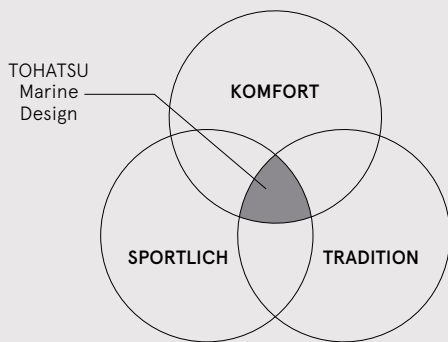 TOHATSU
Marine
Design
KOMFORT
SPORTLICH
TRADITION